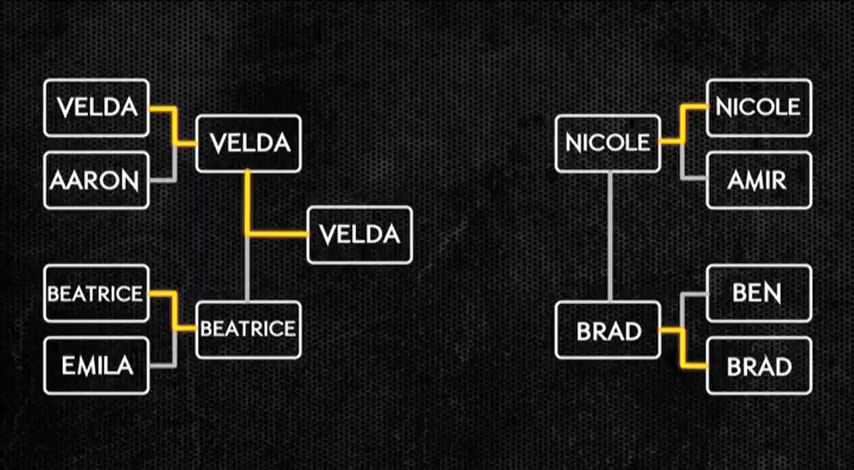 VELDA
AARON
BEATRICE
EMILA
VELDA
BEATRICE
VELDA
NICOLE
BRAD
NICOLE
AMIR
BEN
BRAD